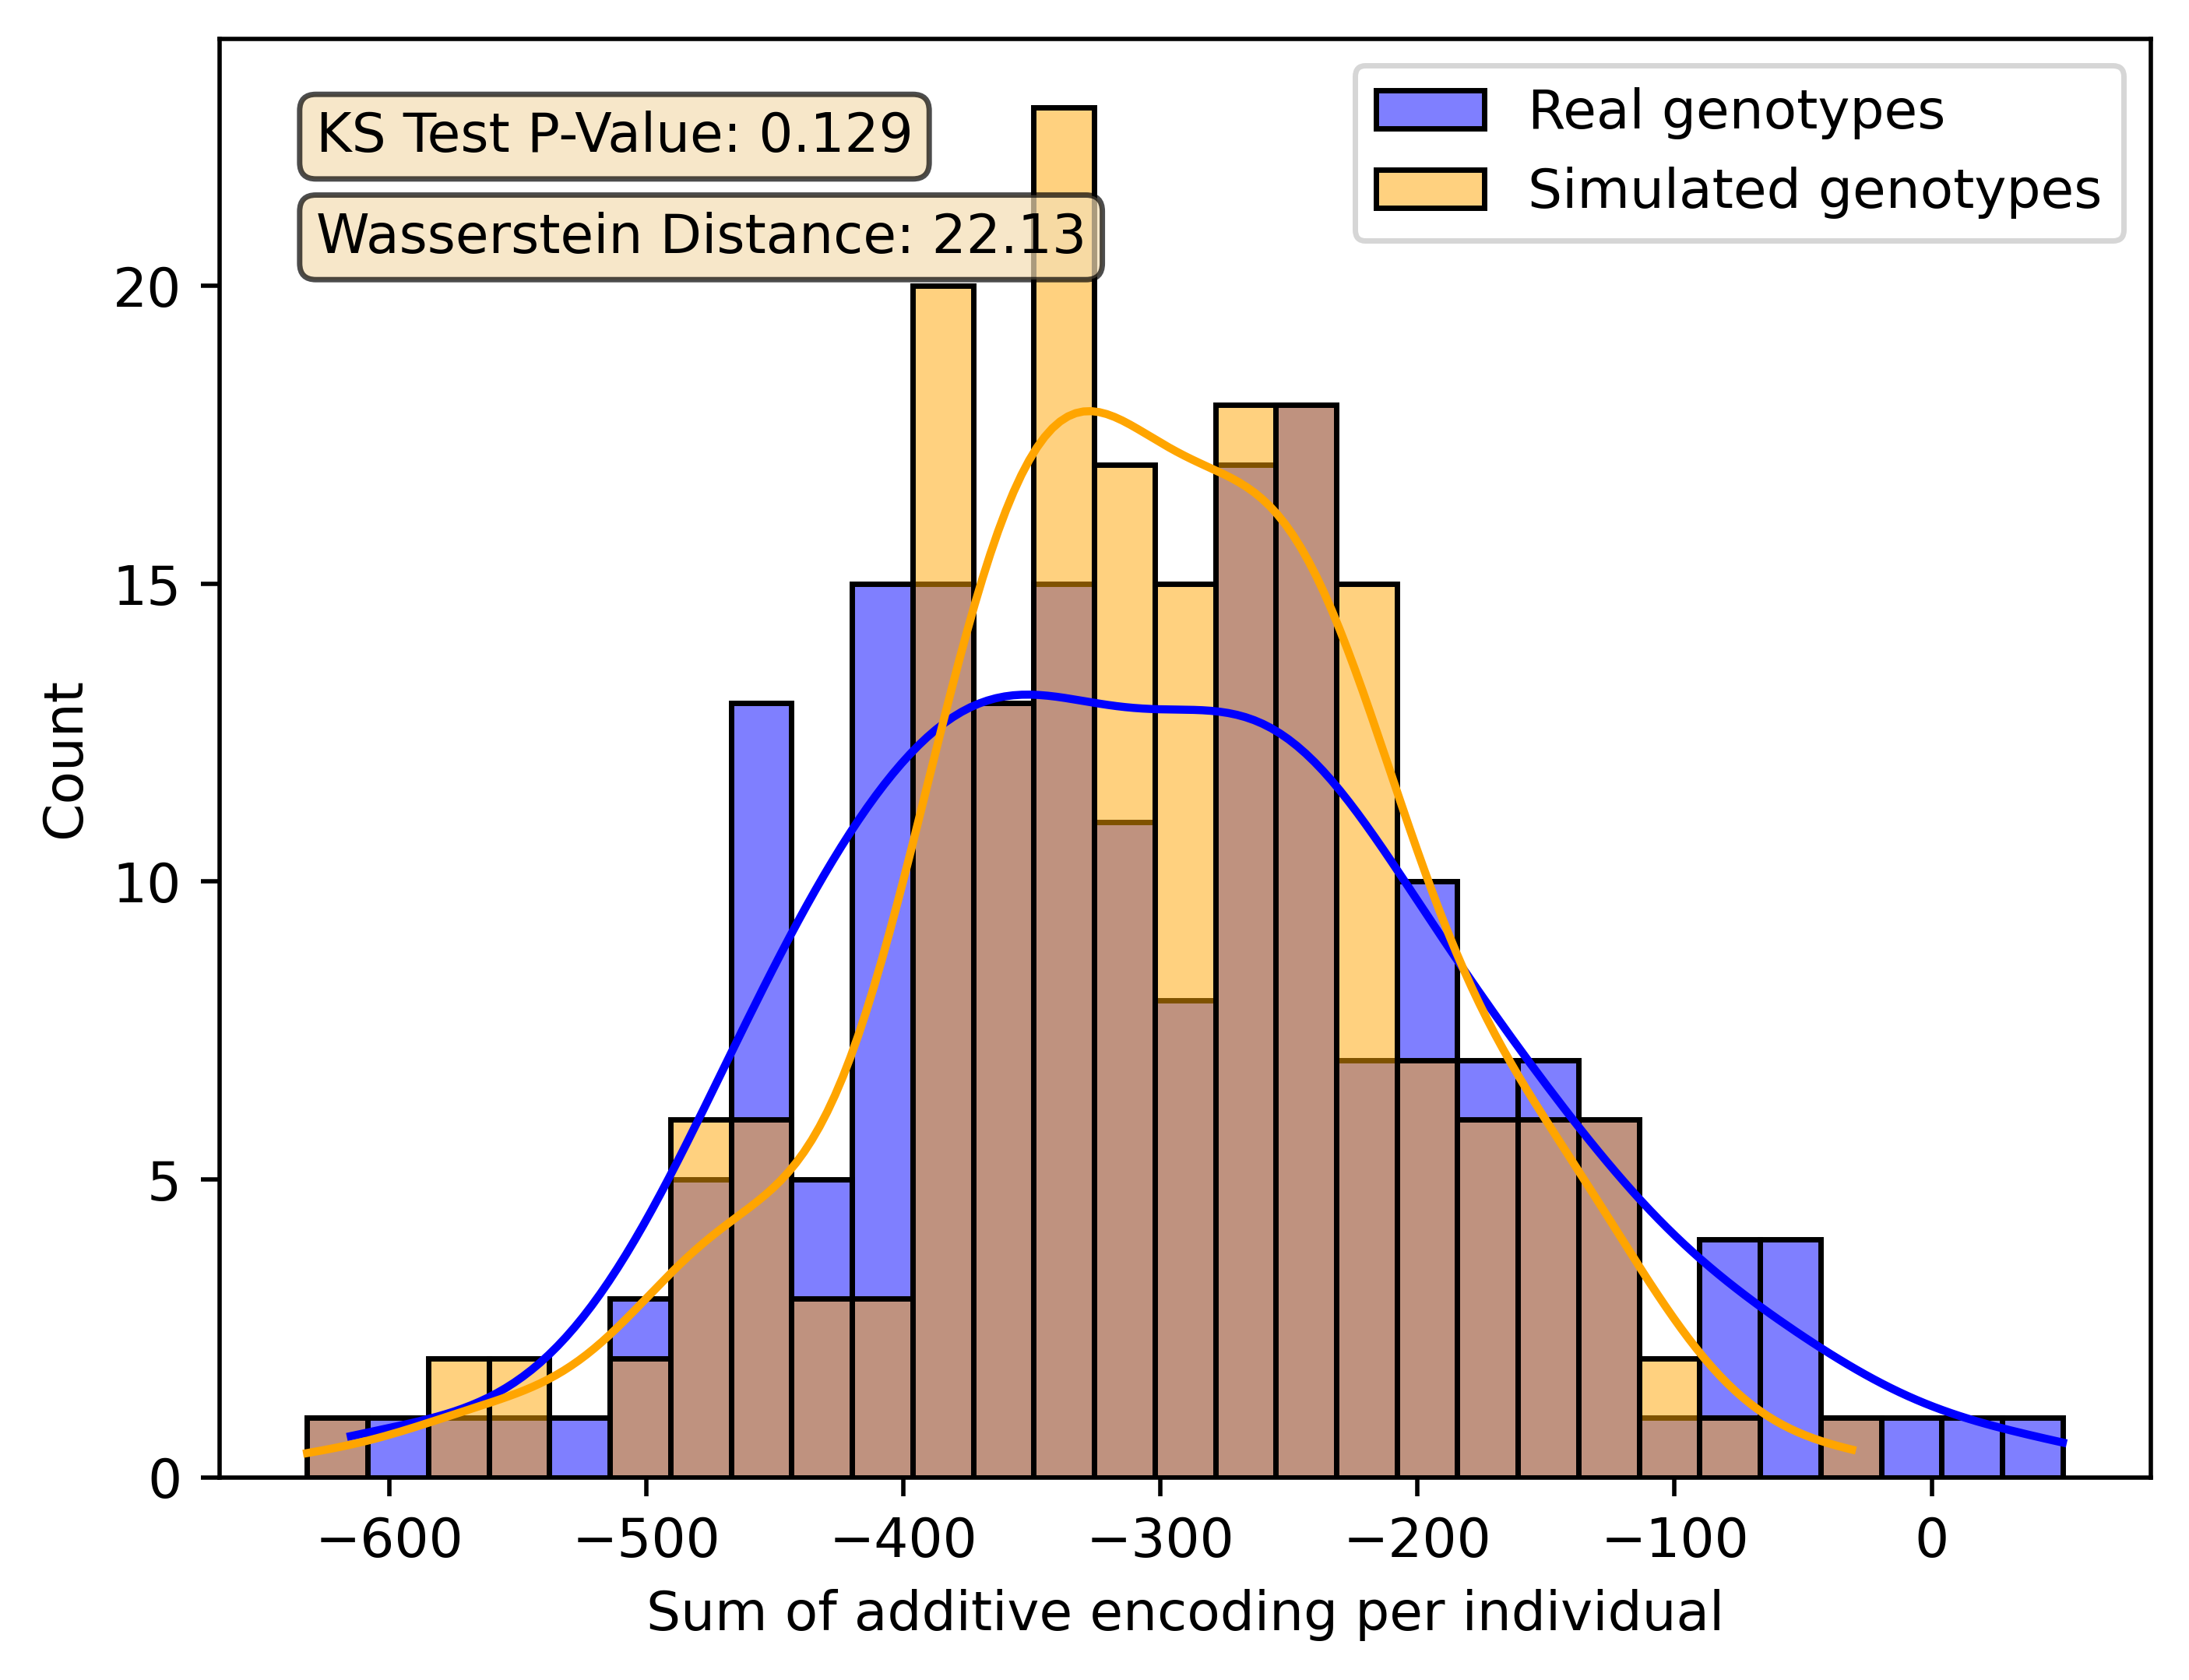 KS Test P-Value: 0.129
Wasserstein Distance: 22.13
Real genotypes
Simulated genotypes
Count
20
15
10
5
0
−600 −500 −400 −300 −200 −100 0
Sum of additive encoding per individual